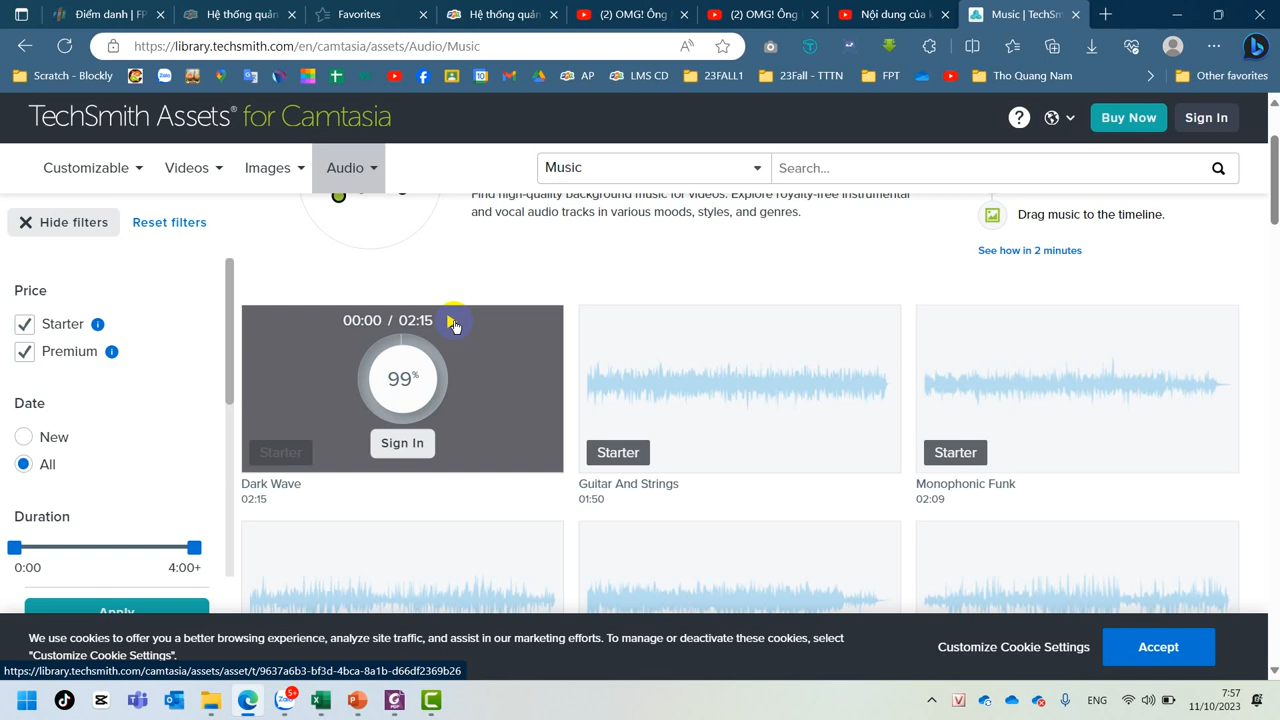 Điểm danh | FP
Hệ thống quản
Favorites
Hệ thống quản
(2) OMG! Ông
(2) OMG! Ông
Nội dung của k
Music | TechSm
https://library.techsmith.com/en/camtasia/assets/Audio/Music
Scratch - Blockly
AP
LMS CD
23FALL1
23Fall - TTTN
FPT
Tho Quang Nam
Other favorites
TechSmith Assets® for Camtasia
Buy Now
Sign In
Customizable
Videos
Images
Audio
Music
Search...
Find high-quality background music for videos. Explore royalty-free instrumental
and vocal audio tracks in various moods, styles, and genres.
Drag music to the timeline.
See how in 2 minutes
Hide filters
Reset filters
Price
Starter
Premium
Date
New
All
Duration
0:00
4:00+
Apply
00:00 / 02:15
99%
Sign In
Starter
Dark Wave
02:15
Starter
Guitar And Strings
01:50
Starter
Monophonic Funk
02:09
We use cookies to offer you a better browsing experience, analyze site traffic, and assist in our marketing efforts. To manage or deactivate these cookies, select
"Customize Cookie Settings".
Customize Cookie Settings
Accept
https://library.techsmith.com/camtasia/assets/asset/t/9637a6b3-bf3d-4bca-8a1b-d66df2369b26
5+
ENG
7:57
11/10/2023